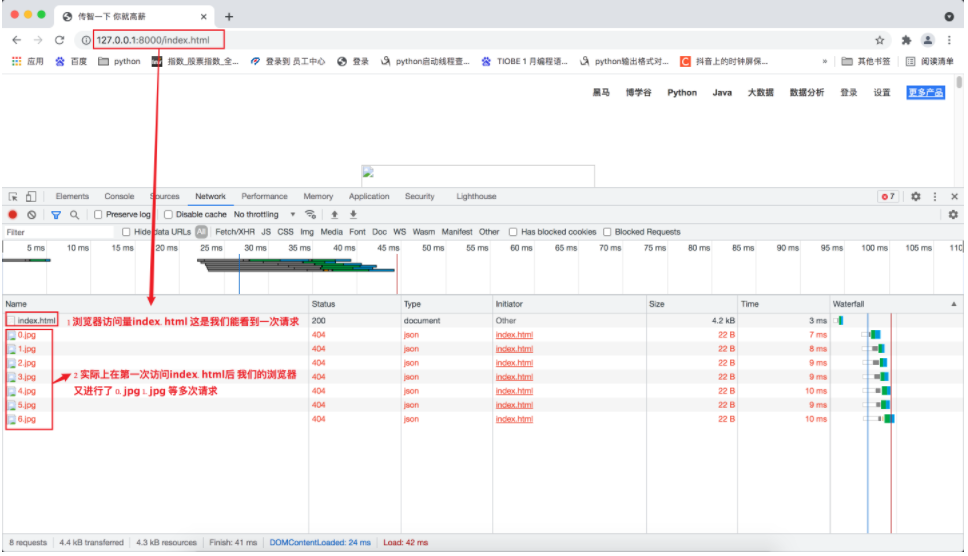 传智一下 你就高薪
127.0.0.1:8000/index.html
应用 百度 python 指数_股票指数_全... 登录到 员工中心 登录 python启动线程查... TIOBE 1 月编程语... python输出格式对... 抖音上的时钟屏保... » 其他书签 阅读清单
黑马 博学谷 Python Java 大数据 数据分析 登录 设置 更多产品
Elements Console Sources Network Performance Memory Application Security Lighthouse 7
Preserve log Disable cache No throttling
Filter Hide data URLs All Fetch/XHR JS CSS Img Media Font Doc WS Wasm Manifest Other Has blocked cookies Blocked Requests
5 ms 10 ms 15 ms 20 ms 25 ms 30 ms 35 ms 40 ms 45 ms 50 ms 55 ms 60 ms 65 ms 70 ms 75 ms 80 ms 85 ms 90 ms 95 ms 100 ms 105 ms 110
Name Status Type Initiator Size Time Waterfall
index.html 1 浏览器访问量index. html 这是我们能看到一次请求 200 document Other 4.2 kB 3 ms
0.jpg 404 json index.html 22 B 7 ms
1.jpg 404 json index.html 22 B 8 ms
2.jpg 404 json index.html 22 B 9 ms
3.jpg 404 json index.html 22 B 9 ms
4.jpg 404 json index.html 22 B 10 ms
5.jpg 404 json index.html 22 B 9 ms
6.jpg 404 json index.html 22 B 10 ms
2 实际上在第一次访问index. html后 我们的浏览器
又进行了 0. jpg 1. jpg 等多次请求
8 requests 4.4 kB transferred 4.3 kB resources Finish: 41 ms DOMContentLoaded: 24 ms Load: 42 ms